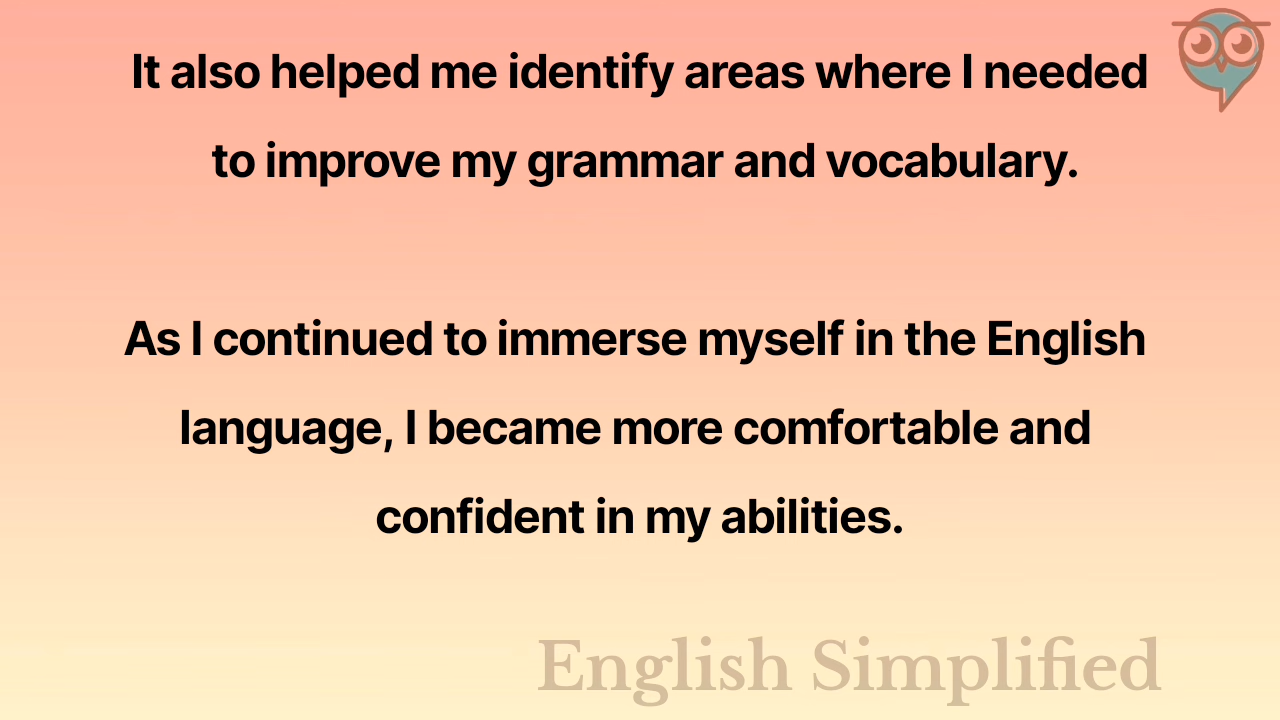 It also helped me identify areas where I needed
to improve my grammar and vocabulary.
As I continued to immerse myself in the English
language, I became more comfortable and
confident in my abilities.
English Simplified